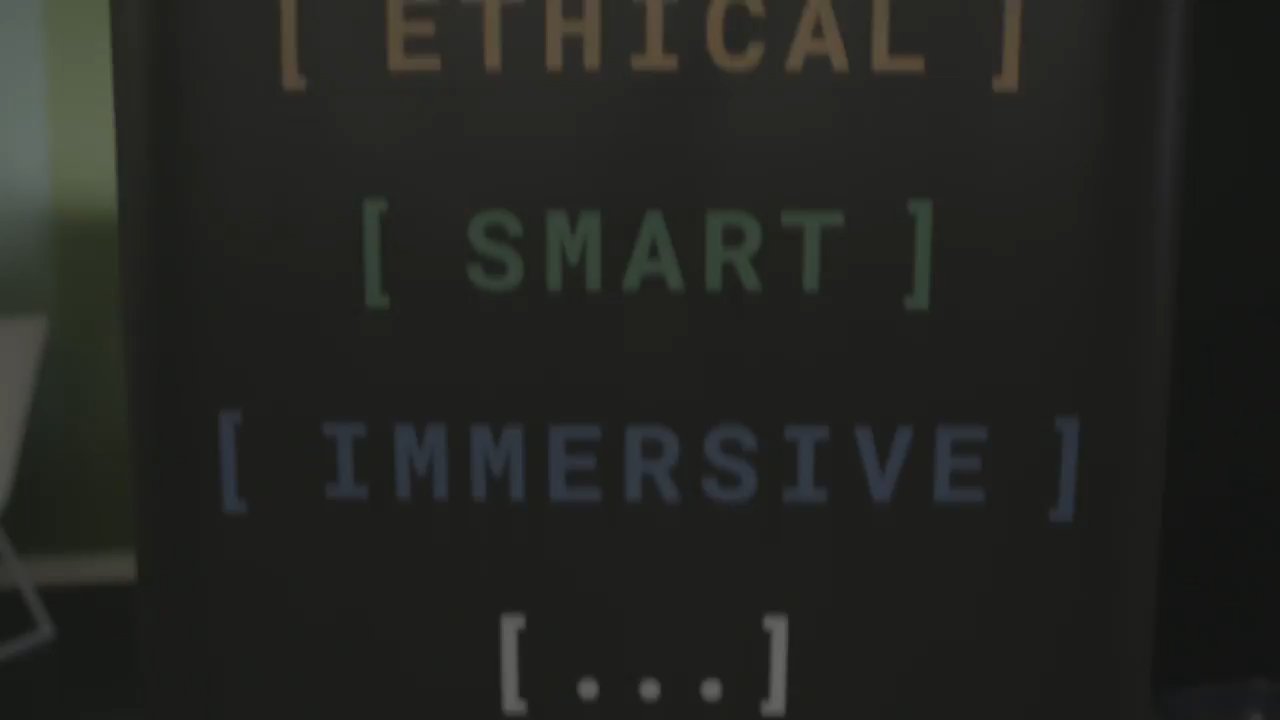 [ ETHICAL ]
[ SMART ]
[ IMMERSIVE ]
[...]